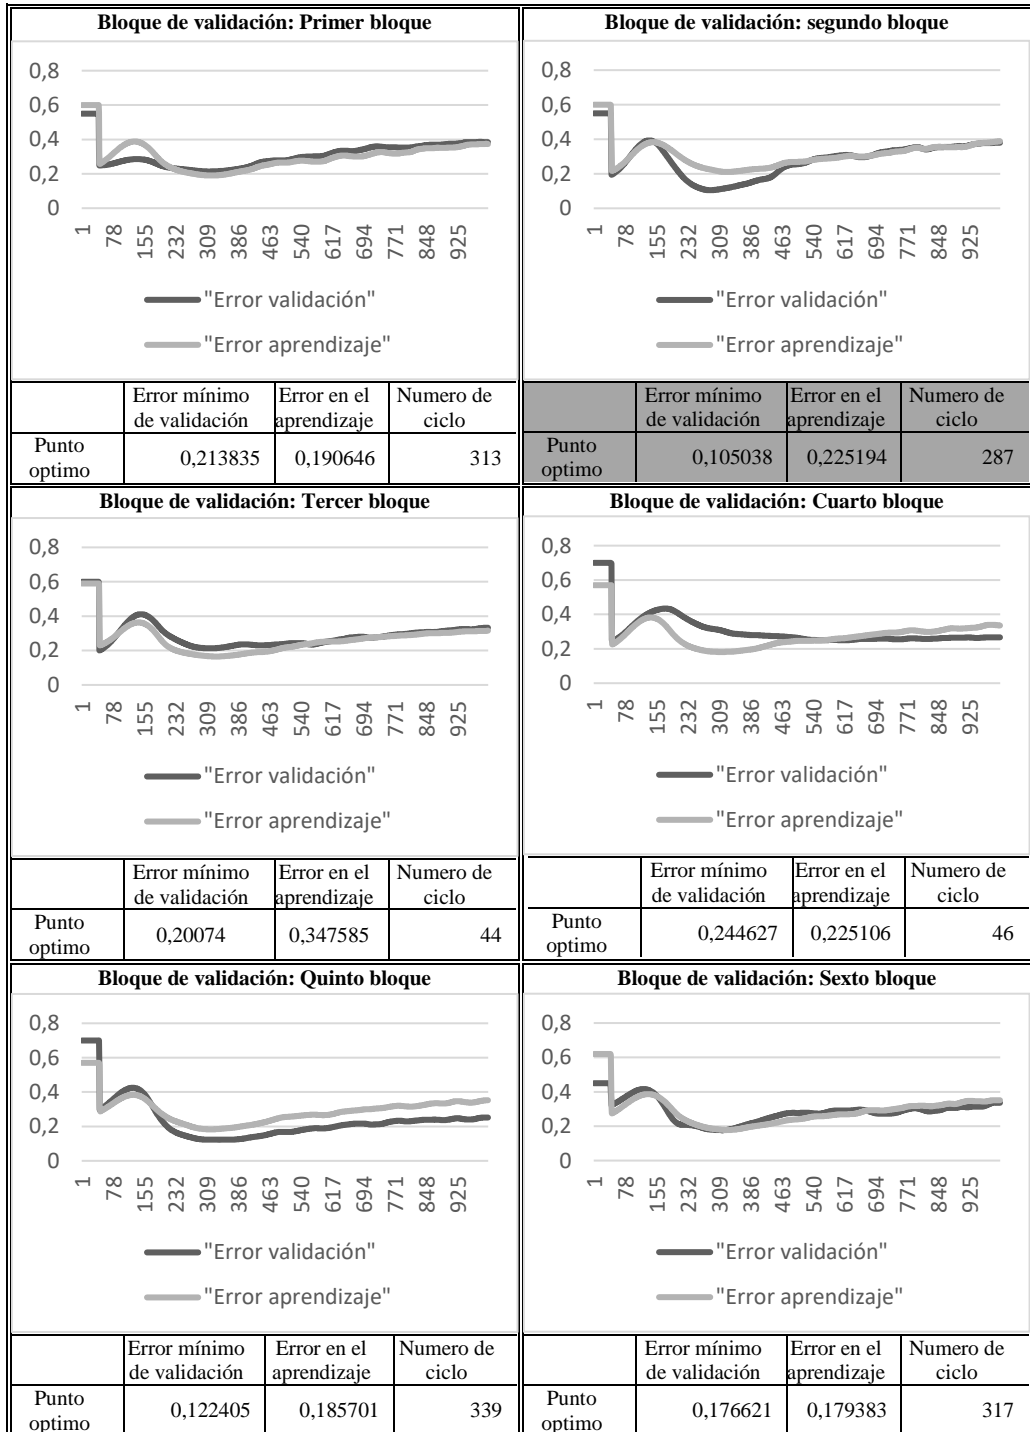 Bloque de validación: Primer bloque
0,8
0,6
0,4
0,2
0
1 78 155 232 309 386 463 540 617 694 771 848 925
"Error validación"
"Error aprendizaje"
Error mínimo de validación Error en el aprendizaje Numero de ciclo
Punto optimo 0,213835 0,190646 313
Bloque de validación: segundo bloque
0,8
0,6
0,4
0,2
0
1 78 155 232 309 386 463 540 617 694 771 848 925
"Error validación"
"Error aprendizaje"
Error mínimo de validación Error en el aprendizaje Numero de ciclo
Punto optimo 0,105038 0,225194 287
Bloque de validación: Tercer bloque
0,8
0,6
0,4
0,2
0
1 78 155 232 309 386 463 540 617 694 771 848 925
"Error validación"
"Error aprendizaje"
Error mínimo de validación Error en el aprendizaje Numero de ciclo
Punto optimo 0,20074 0,347585 44
Bloque de validación: Cuarto bloque
0,8
0,6
0,4
0,2
0
1 78 155 232 309 386 463 540 617 694 771 848 925
"Error validación"
"Error aprendizaje"
Error mínimo de validación Error en el aprendizaje Numero de ciclo
Punto optimo 0,244627 0,225106 46
Bloque de validación: Quinto bloque
0,8
0,6
0,4
0,2
0
1 78 155 232 309 386 463 540 617 694 771 848 925
"Error validación"
"Error aprendizaje"
Error mínimo de validación Error en el aprendizaje Numero de ciclo
Punto optimo 0,122405 0,185701 339
Bloque de validación: Sexto bloque
0,8
0,6
0,4
0,2
0
1 78 155 232 309 386 463 540 617 694 771 848 925
"Error validación"
"Error aprendizaje"
Error mínimo de validación Error en el aprendizaje Numero de ciclo
Punto optimo 0,176621 0,179383 317